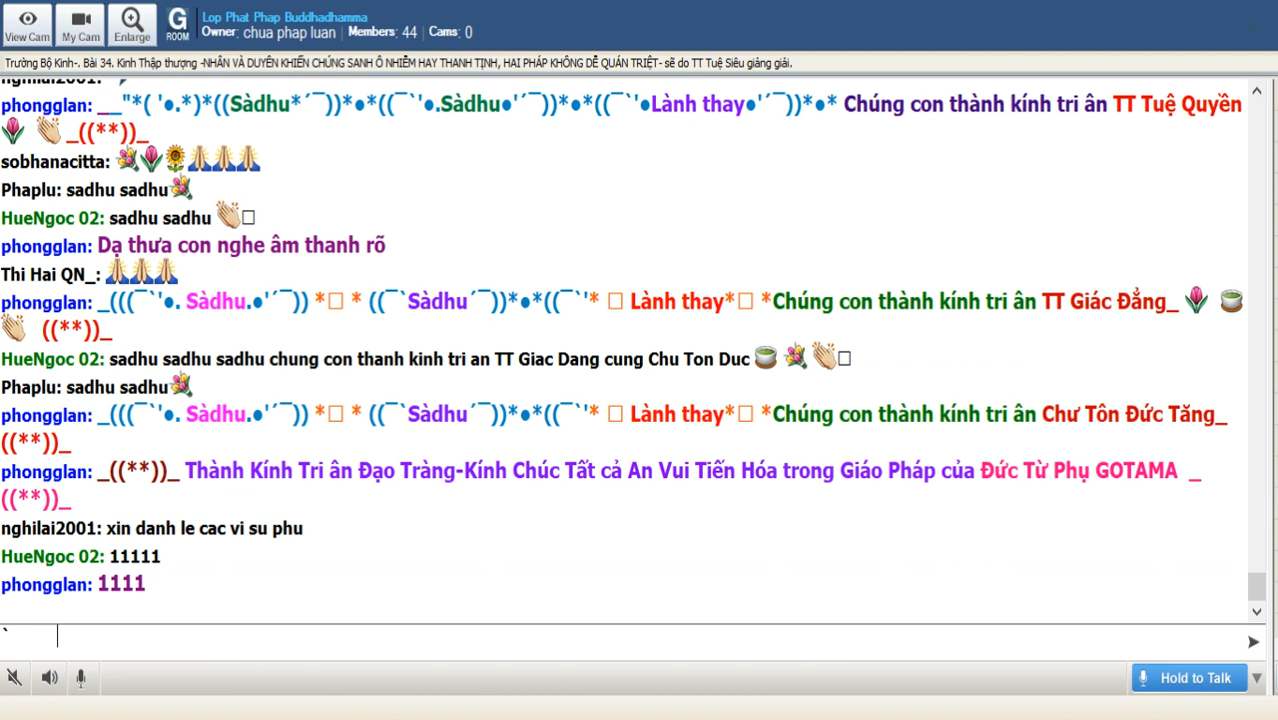 View Cam
My Cam
Enlarge
G
ROOM
Lop Phat Phap Buddhadhamma
Owner: chua phap luan | Members: 44 | Cams: 0
Trường Bộ Kinh-. Bài 34. Kinh Thập thượng -NHÂN VÀ DUYÊN KHIẾN CHÚNG SANH Ô NHIỄM HAY THANH TỊNH, HAI PHÁP KHÔNG DỄ QUÁN TRIỆT- sẽ do TT Tuệ Siêu giảng giải.
nghilai2001:
phongglan: __"*( '●.*)*((Sàdhu*´¯))*●*((¯`'●.Sàdhu●'´¯))*●*((¯`'●Lành thay●'´¯))*●* Chúng con thành kính tri ân TT Tuệ Quyền
🌷 👏 _((**))_
sobhanacitta: 💐🌷🌻🙏🙏🙏
Phaplu: sadhu sadhu💐
HueNgoc 02: sadhu sadhu 👏□
phongglan: Dạ thưa con nghe âm thanh rõ
Thi Hai QN_: 🙏🙏🙏
phongglan: _(((¯`'●. Sàdhu.●'´¯)) *□ * ((¯`Sàdhu´¯))*●*((¯`'* □ Lành thay*□ *Chúng con thành kính tri ân TT Giác Đẳng_ 🌷 🍵
👏 ((**))_
HueNgoc 02: sadhu sadhu sadhu chung con thanh kinh tri an TT Giac Dang cung Chu Ton Duc 🍵 💐 👏□
Phaplu: sadhu sadhu💐
phongglan: _(((¯`'●. Sàdhu.●'´¯)) *□ * ((¯`Sàdhu´¯))*●*((¯`'* □ Lành thay*□ *Chúng con thành kính tri ân Chư Tôn Đức Tăng_
((**))_
phongglan: _((**))_ Thành Kính Tri ân Đạo Tràng-Kính Chúc Tất cả An Vui Tiến Hóa trong Giáo Pháp của Đức Từ Phụ GOTAMA _
((**))_
nghilai2001: xin danh le cac vi su phu
HueNgoc 02: 11111
phongglan: 1111
`
Hold to Talk